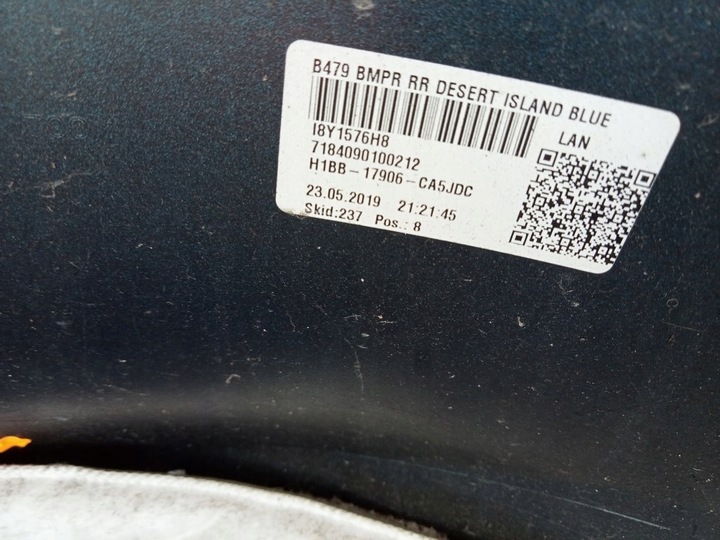 B479 BMPR RR DESERT ISLAND BLUE
LAN
I8Y1576H8
7184090100212
H1BB-17906-CA5JDC
23.05.2019 21:21:45
Skid:237 Pos.: 8